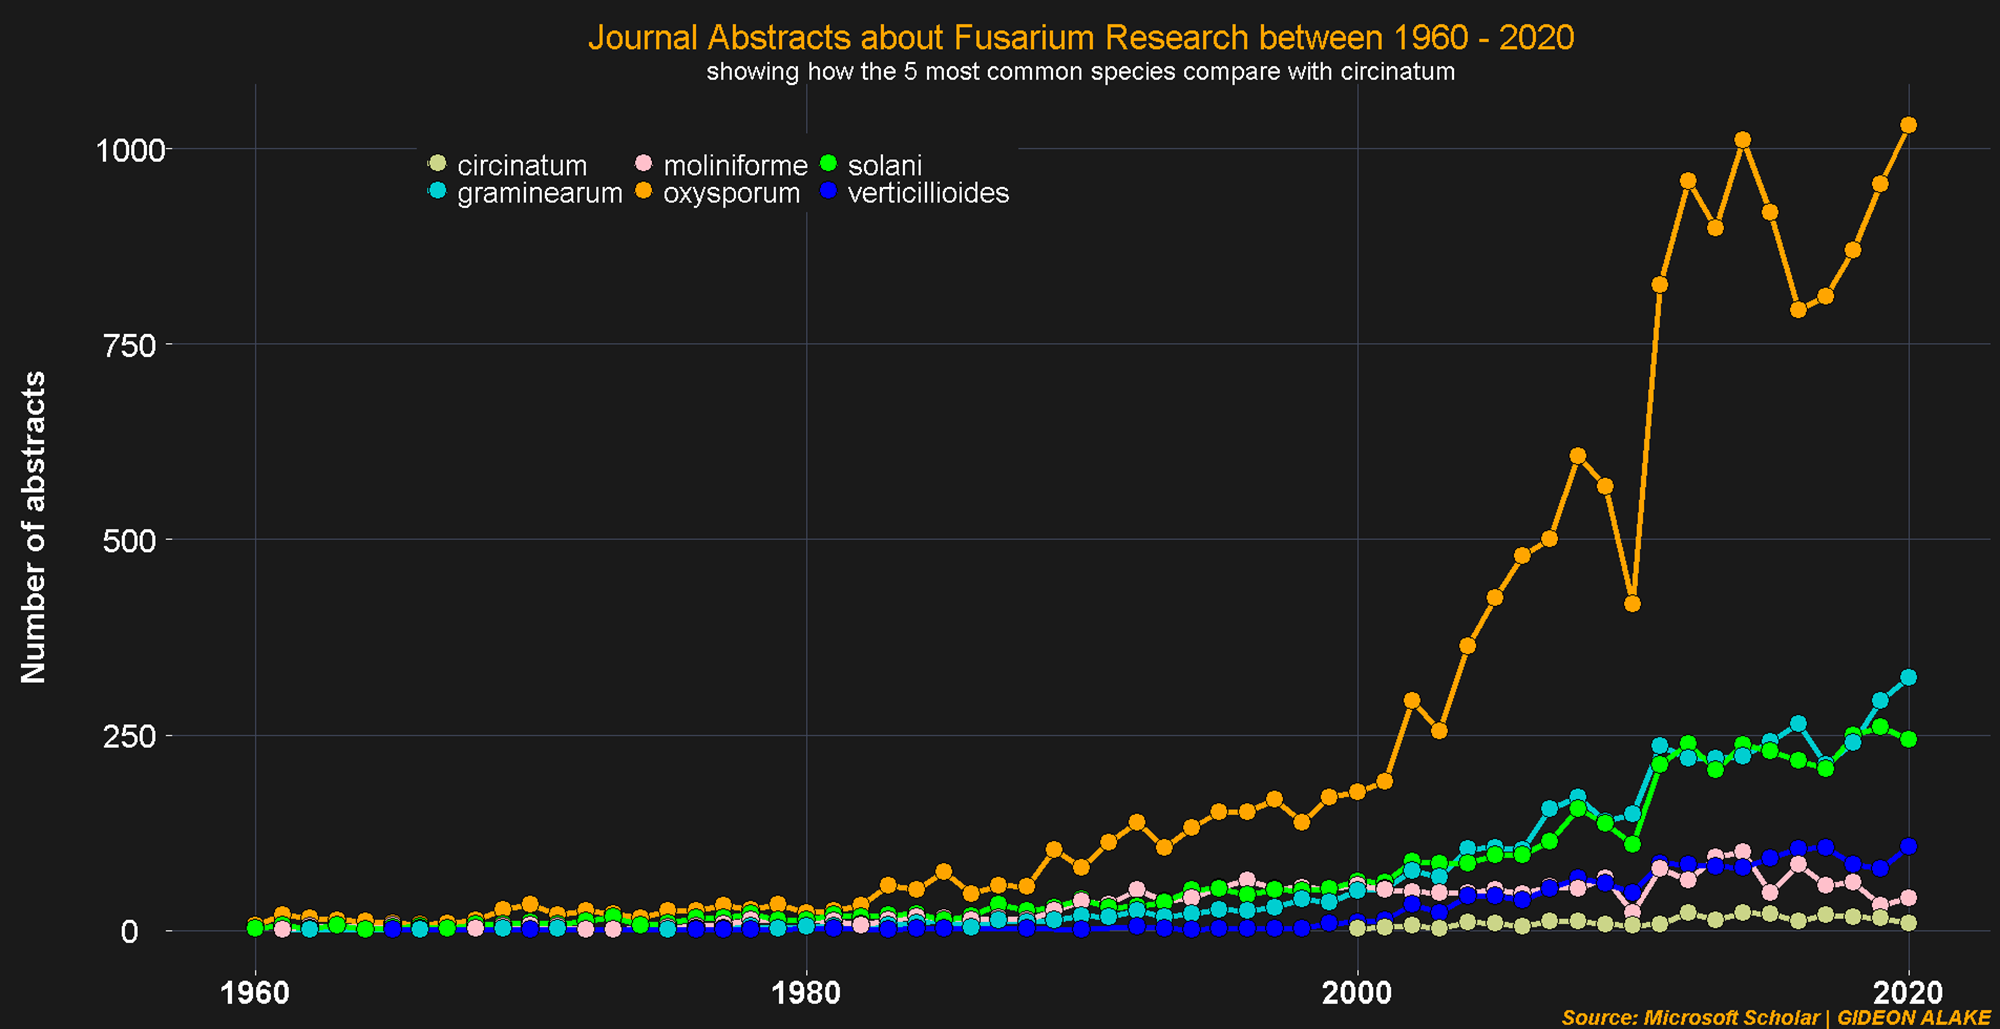 Journal Abstracts about Fusarium Research between 1960 - 2020
showing how the 5 most common species compare with circinatum
circinatum
moliniforme
solani
graminearum
oxysporum
verticillioides
Number of abstracts
1000
750
500
250
0
1960
1980
2000
2020
Source: Microsoft Scholar | GIDEON ALAKE